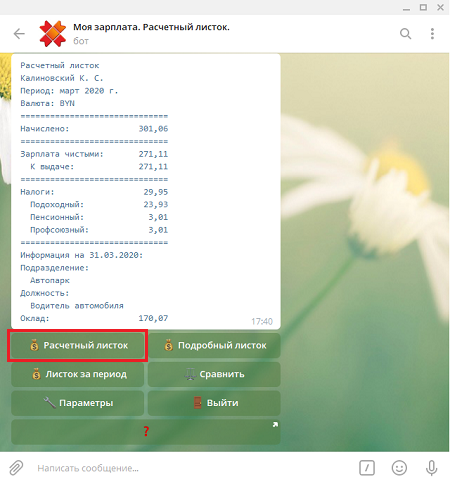 Моя зарплата. Расчетный листок.
бот
Расчетный листок
Калиновский К. С.
Период: март 2020 г.
Валюта: BYN
==============================
Начислено: 301,06
==============================
Зарплата чистыми: 271,11
К выдаче: 271,11
==============================
Налоги: 29,95
Подоходный: 23,93
Пенсионный: 3,01
Профсоюзный: 3,01
==============================
Информация на 31.03.2020:
Подразделение:
Автопарк
Должность:
Водитель автомобиля
Оклад: 170,07
17:40
Расчетный листок
Подробный листок
Листок за период
Сравнить
Параметры
Выйти
?
Написать сообщение...